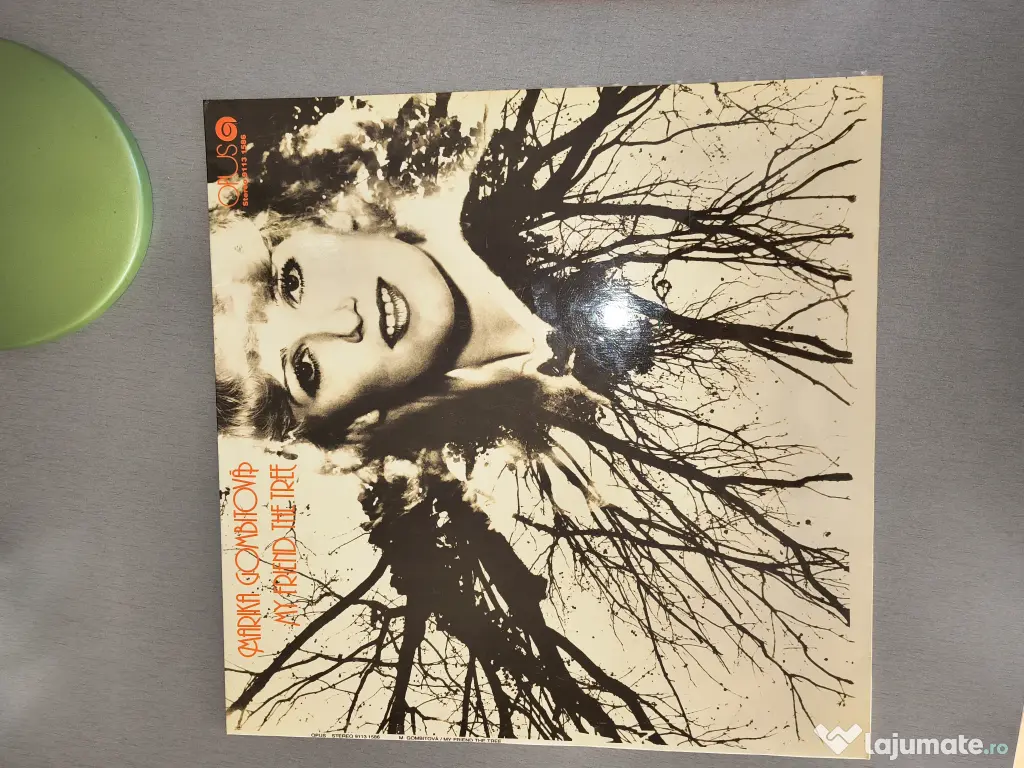 MARIKA GOMBITOVÁ
MY FRIEND THE TREE
OPUS
Stereo 9113 1586
OPUS STEREO 9113 1586 M GOMBITOVÁ / MY FRIEND THE TREE
lajumate.ro